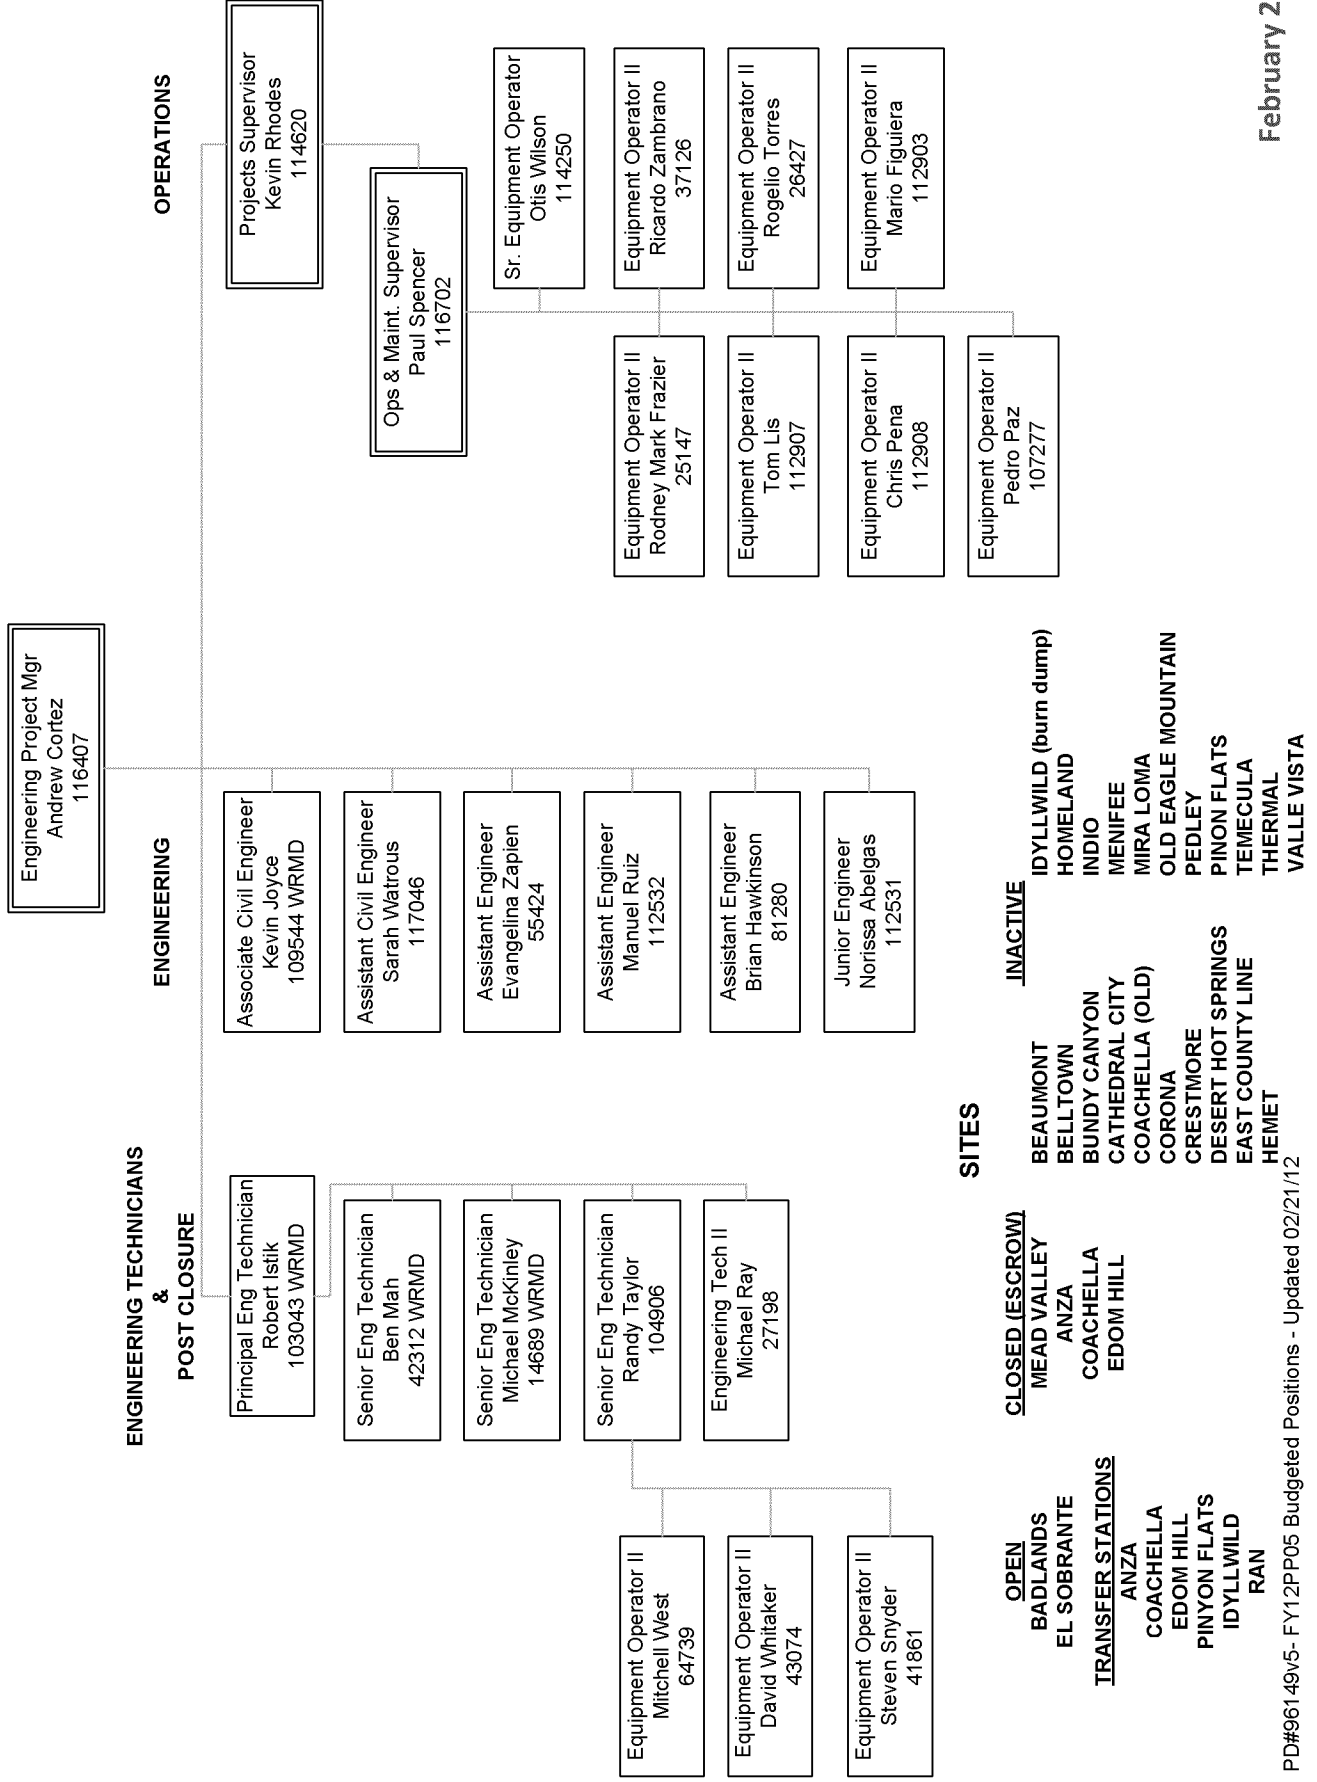 Engineering Project Mgr
Andrew Cortez
116407
ENGINEERING TECHNICIANS
&
POST CLOSURE
ENGINEERING
OPERATIONS
Principal Eng Technician
Robert Istik
103043 WRMD
Senior Eng Technician
Ben Mah
42312 WRMD
Senior Eng Technician
Michael McKinley
14689 WRMD
Senior Eng Technician
Randy Taylor
104906
Engineering Tech II
Michael Ray
27198
Equipment Operator II
Mitchell West
64739
Equipment Operator II
David Whitaker
43074
Equipment Operator II
Steven Snyder
41861
Associate Civil Engineer
Kevin Joyce
109544 WRMD
Assistant Civil Engineer
Sarah Watrous
117046
Assistant Engineer
Evangelina Zapien
55424
Assistant Engineer
Manuel Ruiz
112532
Assistant Engineer
Brian Hawkinson
81280
Junior Engineer
Norissa Abelgas
112531
Projects Supervisor
Kevin Rhodes
114620
Ops & Maint. Supervisor
Paul Spencer
116702
Sr. Equipment Operator
Otis Wilson
114250
Equipment Operator II
Rodney Mark Frazier
25147
Equipment Operator II
Ricardo Zambrano
37126
Equipment Operator II
Tom Lis
112907
Equipment Operator II
Rogelio Torres
26427
Equipment Operator II
Chris Pena
112908
Equipment Operator II
Mario Figuiera
112903
Equipment Operator II
Pedro Paz
107277
SITES
OPEN
BADLANDS
EL SOBRANTE
TRANSFER STATIONS
ANZA
COACHELLA
EDOM HILL
PINYON FLATS
IDYLLWILD
RAN
CLOSED (ESCROW)
MEAD VALLEY
ANZA
COACHELLA
EDOM HILL
INACTIVE
BEAUMONT
BELLTOWN
BUNDY CANYON
CATHEDRAL CITY
COACHELLA (OLD)
CORONA
CRESTMORE
DESERT HOT SPRINGS
EAST COUNTY LINE
HEMET
IDYLLWILD (burn dump)
HOMELAND
INDIO
MENIFEE
MIRA LOMA
OLD EAGLE MOUNTAIN
PEDLEY
PINON FLATS
TEMECULA
THERMAL
VALLE VISTA
PD#96149v5- FY12PP05 Budgeted Positions - Updated 02/21/12
February 2